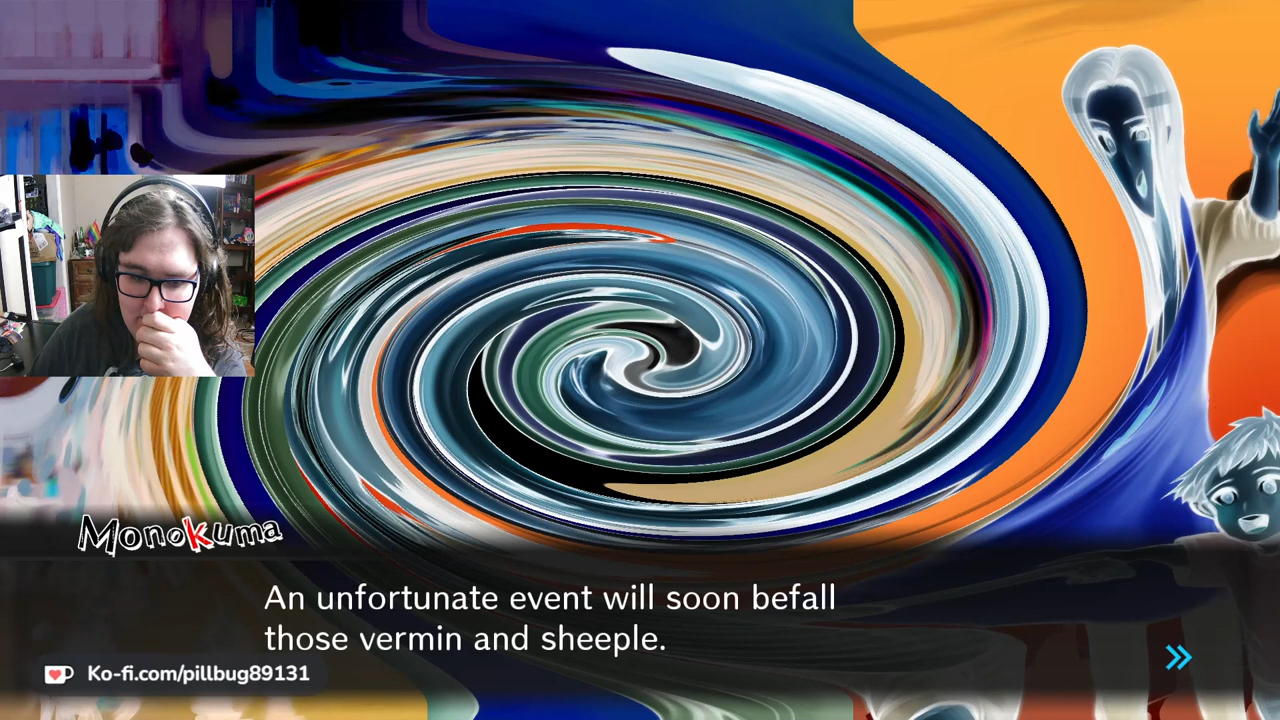 Monokuma
An unfortunate event will soon befall
those vermin and sheeple.
Ko-fi.com/pillbug89131